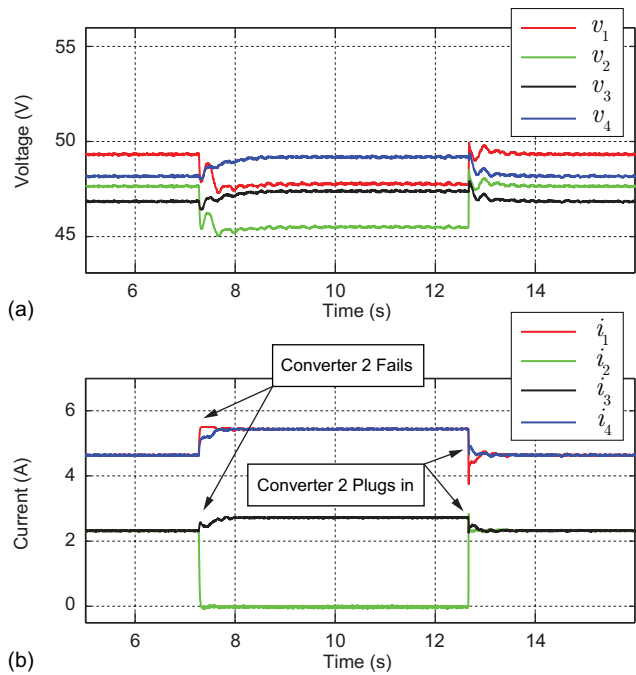 56
50
45
Voltage (V)
v1
v2
v3
v4
6
8
10
12
14
(a)
Time (s)
i1
i2
i3
i4
Converter 2 Fails
6
4
2
0
Current (A)
Converter 2 Plugs in
6
8
10
12
14
(b)
Time (s)